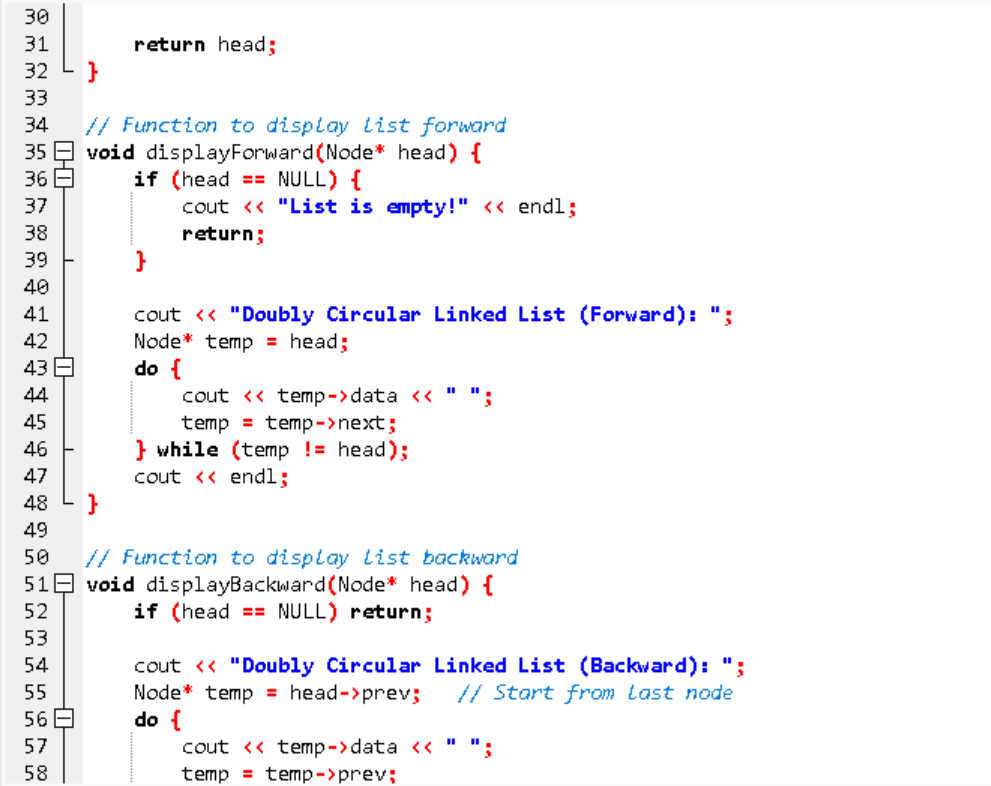 30
31 return head;
32 }
33
34 // Function to display list forward
35 void displayForward(Node* head) {
36 if (head == NULL) {
37 cout << "List is empty!" << endl;
38 return;
39 }
40
41 cout << "Doubly Circular Linked List (Forward): ";
42 Node* temp = head;
43 do {
44 cout << temp->data << " ";
45 temp = temp->next;
46 } while (temp != head);
47 cout << endl;
48 }
49
50 // Function to display list backward
51 void displayBackward(Node* head) {
52 if (head == NULL) return;
53
54 cout << "Doubly Circular Linked List (Backward): ";
55 Node* temp = head->prev; // Start from last node
56 do {
57 cout << temp->data << " ";
58 temp = temp->prev;